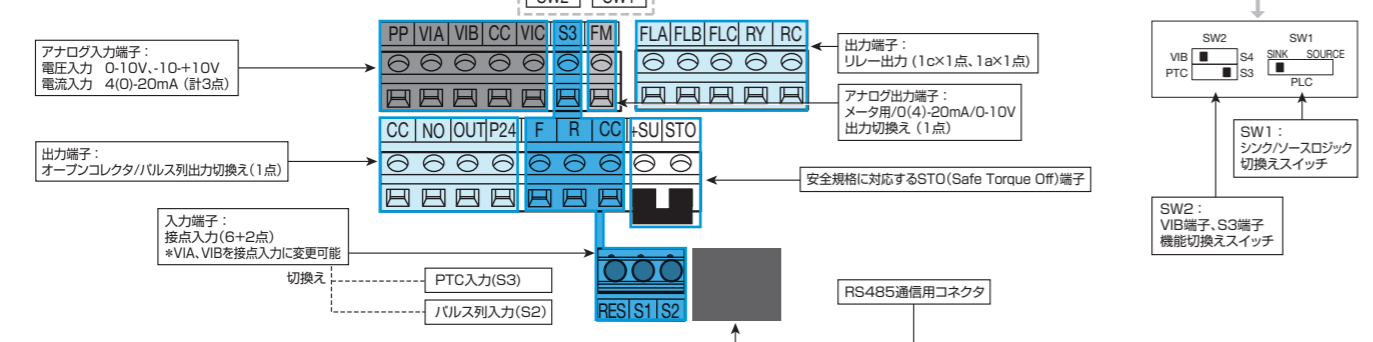 SW2 SW1
PP VIA VIB CC VIC S3 FM
FLA FLB FLC RY RC
アナログ入力端子：
電圧入力 0-10V、-10-+10V
電流入力 4(0)-20mA (計3点)
出力端子：
リレー出力 (1c×1点、1a×1点)
アナログ出力端子：
メータ用/0(4)-20mA/0-10V
出力切換え (1点)
CC NO OUT P24 F R CC +SU STO
出力端子：
オープンコレクタ/パルス列出力切換え(1点)
安全規格に対応するSTO(Safe Torque Off)端子
入力端子：
接点入力(6+2点)
*VIA、VIBを接点入力に変更可能
切換え
PTC入力(S3)
パルス列入力(S2)
RES S1 S2
RS485通信用コネクタ
SW2 SW1
VIB S4 SINK SOURCE
PTC S3 PLC
SW1：
シンク/ソースロジック
切換えスイッチ
SW2：
VIB端子、S3端子
機能切換えスイッチ